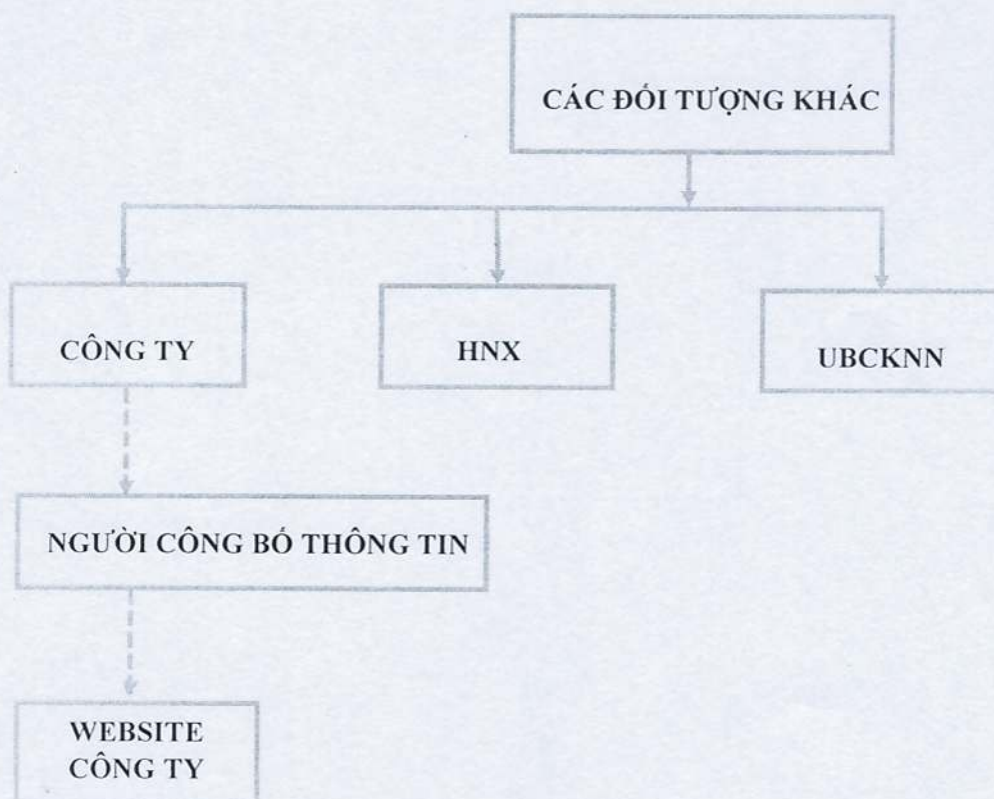 CÁC ĐỐI TƯỢNG KHÁC
CÔNG TY
HNX
UBCKNN
NGƯỜI CÔNG BỐ THÔNG TIN
WEBSITE
CÔNG TY